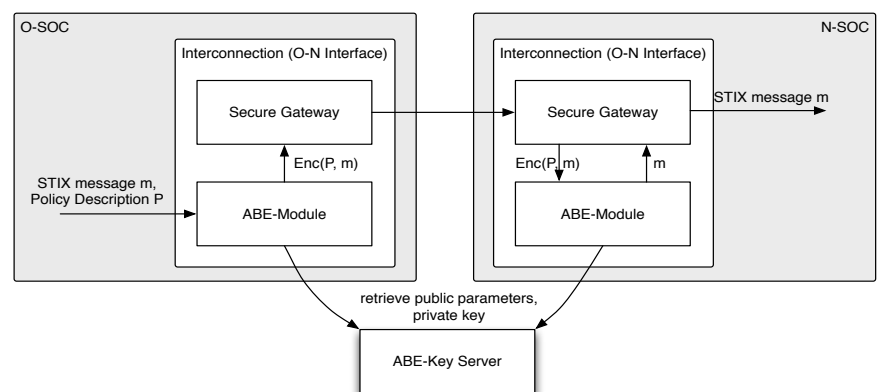 O-SOC
N-SOC
Interconnection (O-N Interface)
Interconnection (O-N Interface)
Secure Gateway
Secure Gateway
STIX message m
Enc(P, m)
Enc(P, m)
m
STIX message m,
Policy Description P
ABE-Module
ABE-Module
retrieve public parameters,
private key
ABE-Key Server